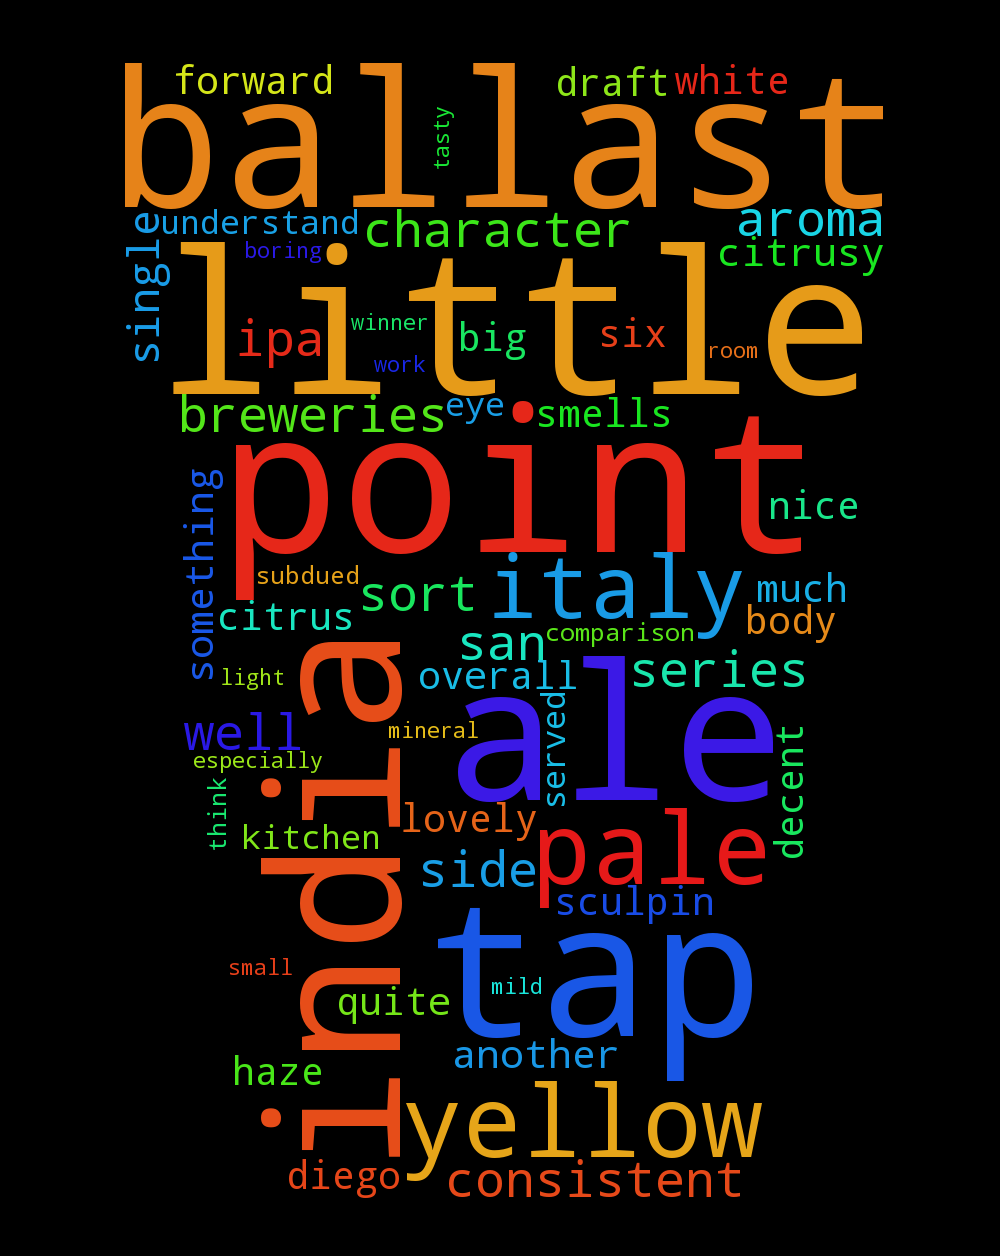 forward
draft
white
ballast
tasty
understand
character
aroma
single
boring
citrusy
little
ipa
winner
big
six
work
room
breweries
eye
smells
point
something
nice
subdued
sort
italy
much
citrus
comparison
body
san
india
light
overall
series
ale
well
mineral
served
especially
decent
think
kitchen
lovely
pale
side
sculpin
tap
small
mild
quite
another
haze
yellow
diego
consistent